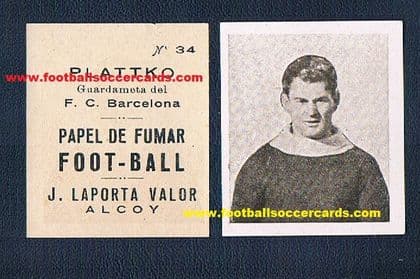 Nº 34
www.footballsoccercards.com
PLATTKO
Guardameta del
F. C. Barcelona
PAPEL DE FUMAR
FOOT-BALL
J. LAPORTA VALOR
ALCOY
www.footballsoccercards.com